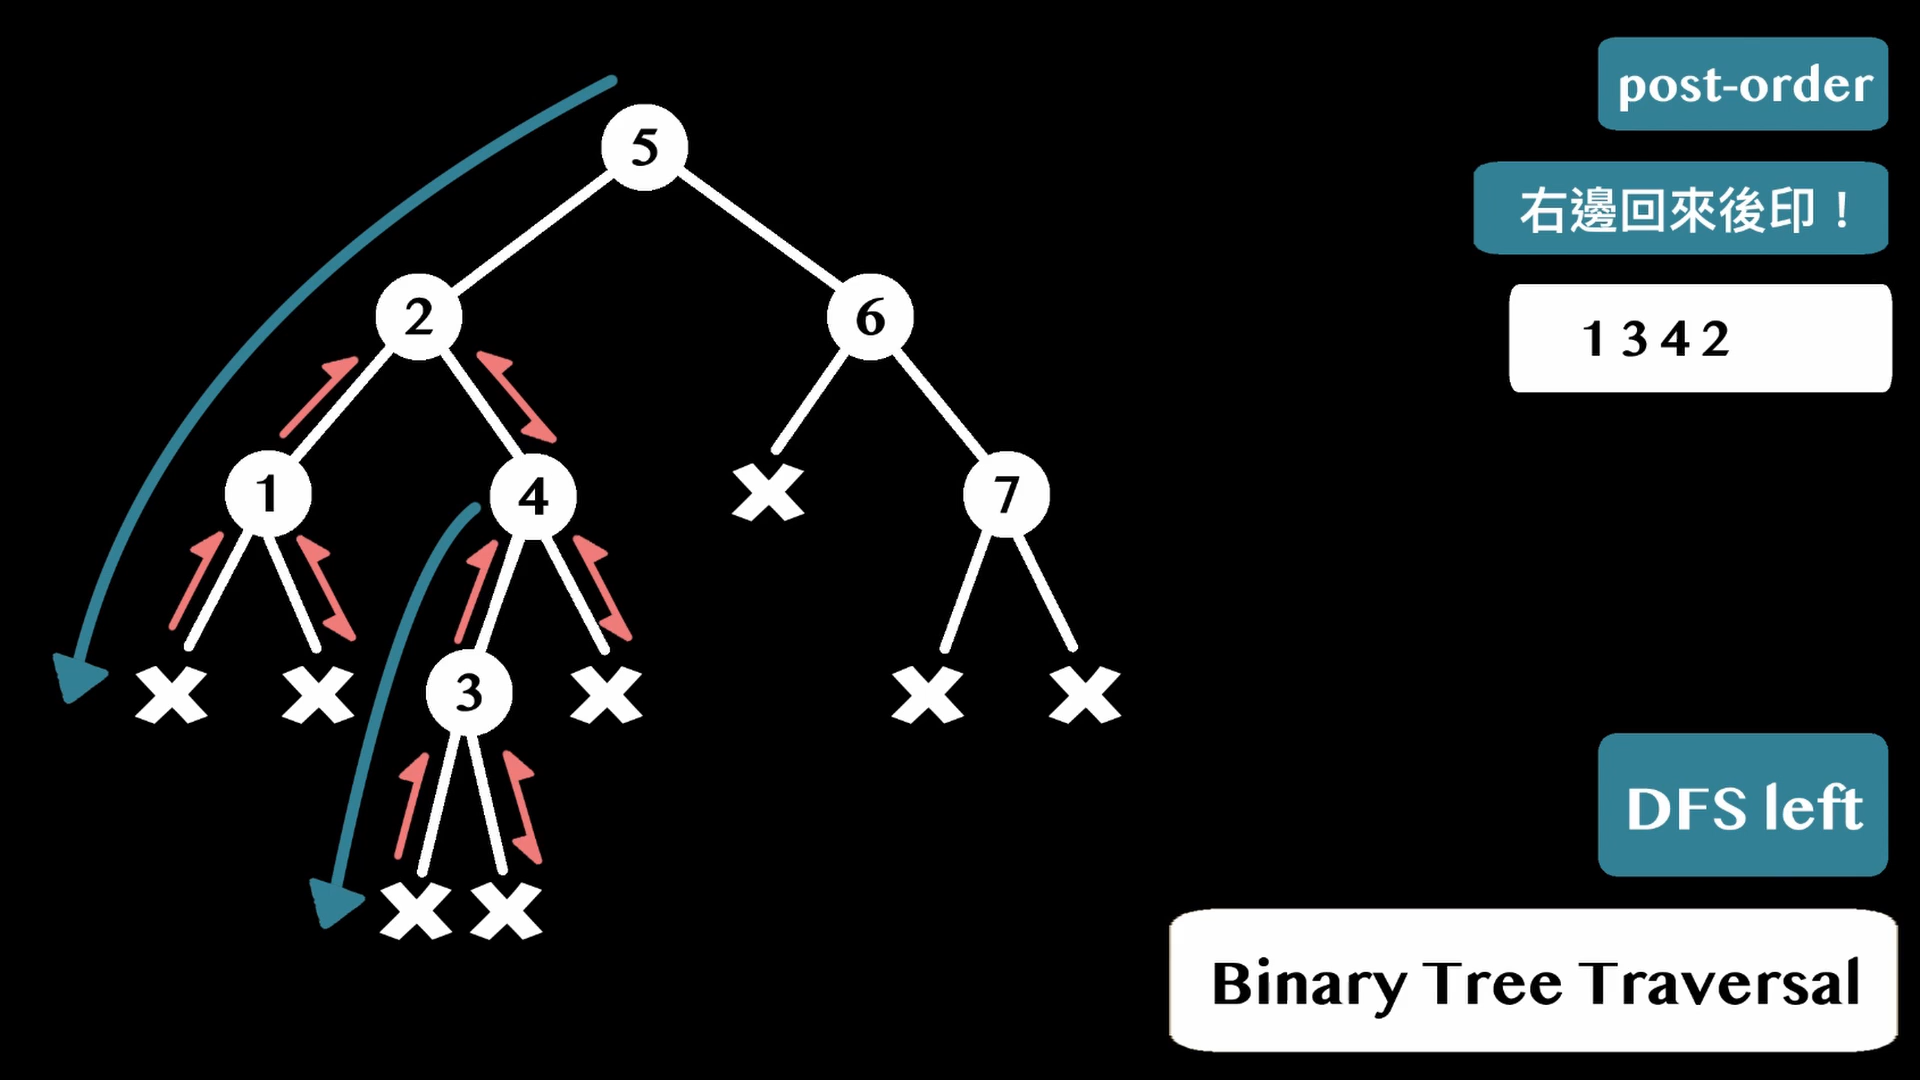 post-order
右邊回來後印！
1 3 4 2
5
2
6
1
4
7
3
DFS left
Binary Tree Traversal